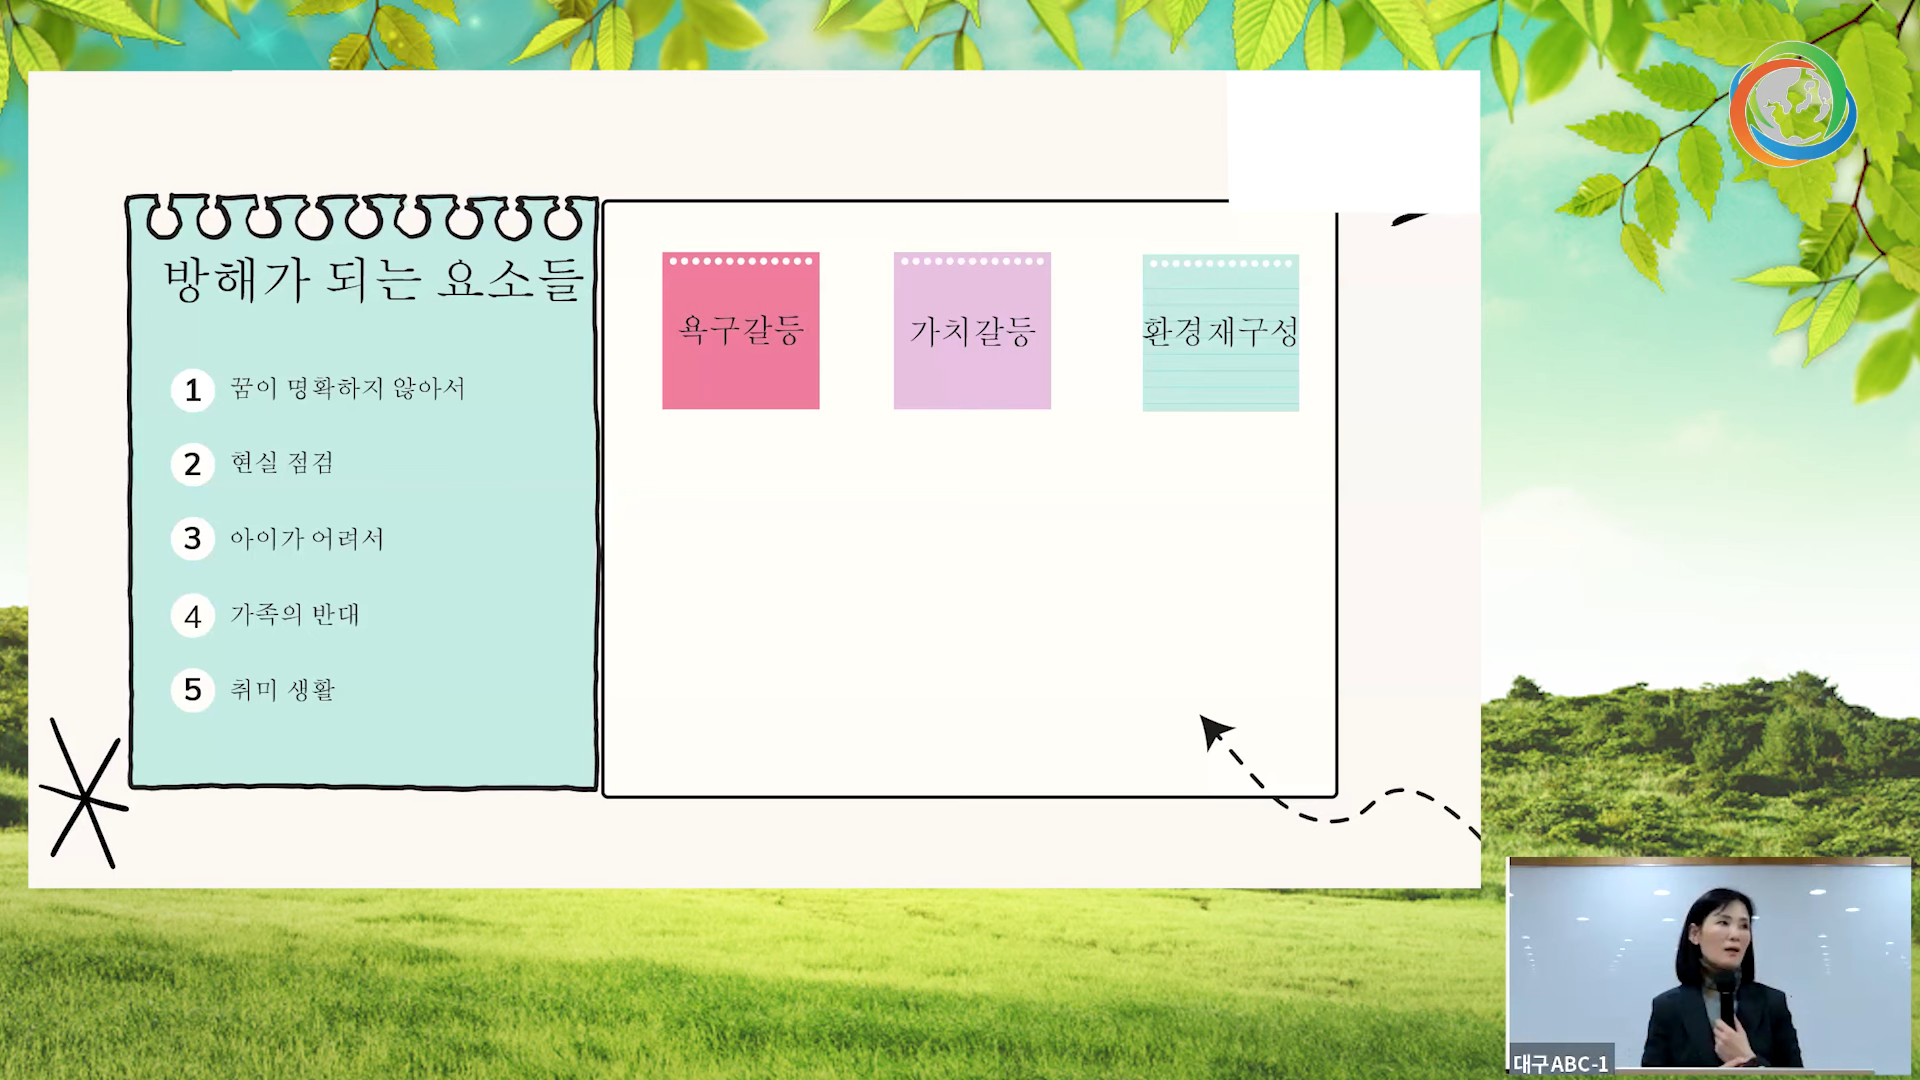 방해가 되는 요소들
1 꿈이 명확하지 않아서
2 현실 점검
3 아이가 어려서
4 가족의 반대
5 취미 생활
욕구갈등
가치갈등
환경재구성
대구ABC-1